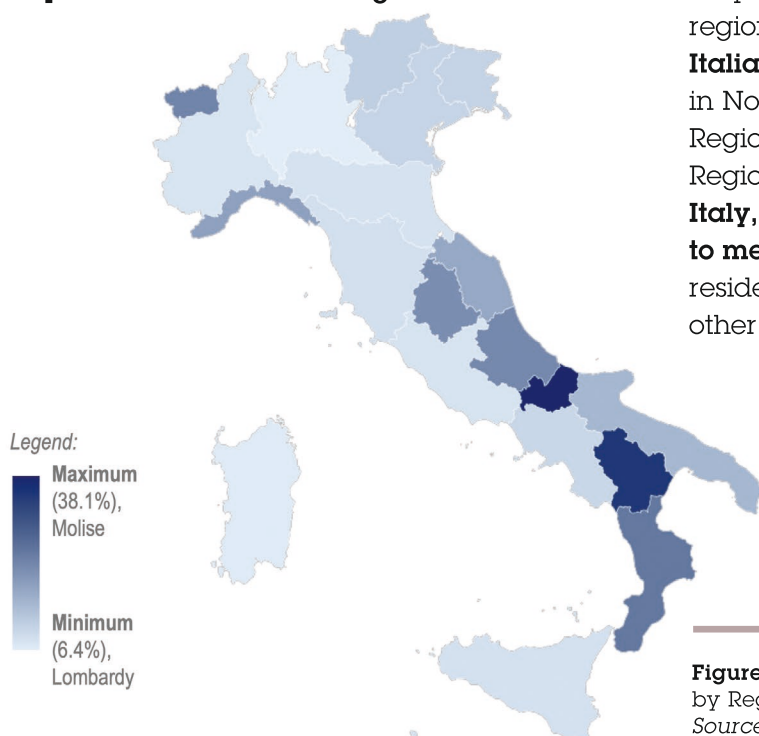 region
Italia
in No
Regio
Regio
Italy,
to me
reside
other
Legend:
Maximum
(38.1%),
Molise
Minimum
(6.4%),
Lombardy
Figure
by Reg
Source